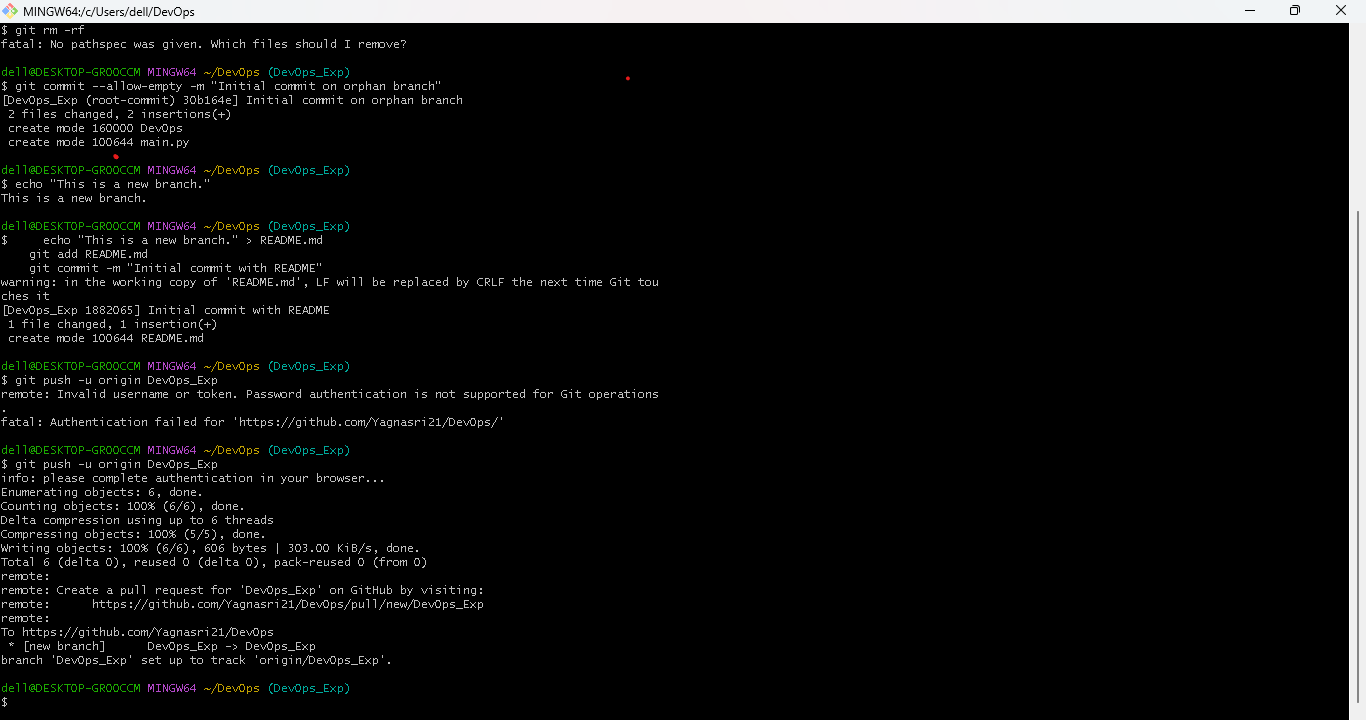 MINGW64:/c/Users/dell/DevOps
$ git rm -rf
fatal: No pathspec was given. Which files should I remove?
dell@DESKTOP-GROOCCM MINGW64 ~/DevOps (DevOps_Exp)
$ git commit --allow-empty -m "Initial commit on orphan branch"
[DevOps_Exp (root-commit) 30b164e] Initial commit on orphan branch
 2 files changed, 2 insertions(+)
 create mode 160000 DevOps
 create mode 100644 main.py
dell@DESKTOP-GROOCCM MINGW64 ~/DevOps (DevOps_Exp)
$ echo "This is a new branch."
This is a new branch.
dell@DESKTOP-GROOCCM MINGW64 ~/DevOps (DevOps_Exp)
$     echo "This is a new branch." > README.md
    git add README.md
    git commit -m "Initial commit with README"
warning: in the working copy of 'README.md', LF will be replaced by CRLF the next time Git tou
ches it
[DevOps_Exp 1882065] Initial commit with README
 1 file changed, 1 insertion(+)
 create mode 100644 README.md
dell@DESKTOP-GROOCCM MINGW64 ~/DevOps (DevOps_Exp)
$ git push -u origin DevOps_Exp
remote: Invalid username or token. Password authentication is not supported for Git operations
.
fatal: Authentication failed for 'https://github.com/Yagnasri21/DevOps/'
dell@DESKTOP-GROOCCM MINGW64 ~/DevOps (DevOps_Exp)
$ git push -u origin DevOps_Exp
info: please complete authentication in your browser...
Enumerating objects: 6, done.
Counting objects: 100% (6/6), done.
Delta compression using up to 6 threads
Compressing objects: 100% (5/5), done.
Writing objects: 100% (6/6), 606 bytes | 303.00 KiB/s, done.
Total 6 (delta 0), reused 0 (delta 0), pack-reused 0 (from 0)
remote:
remote: Create a pull request for 'DevOps_Exp' on GitHub by visiting:
remote:      https://github.com/Yagnasri21/DevOps/pull/new/DevOps_Exp
remote:
To https://github.com/Yagnasri21/DevOps
 * [new branch]      DevOps_Exp -> DevOps_Exp
branch 'DevOps_Exp' set up to track 'origin/DevOps_Exp'.
dell@DESKTOP-GROOCCM MINGW64 ~/DevOps (DevOps_Exp)
$